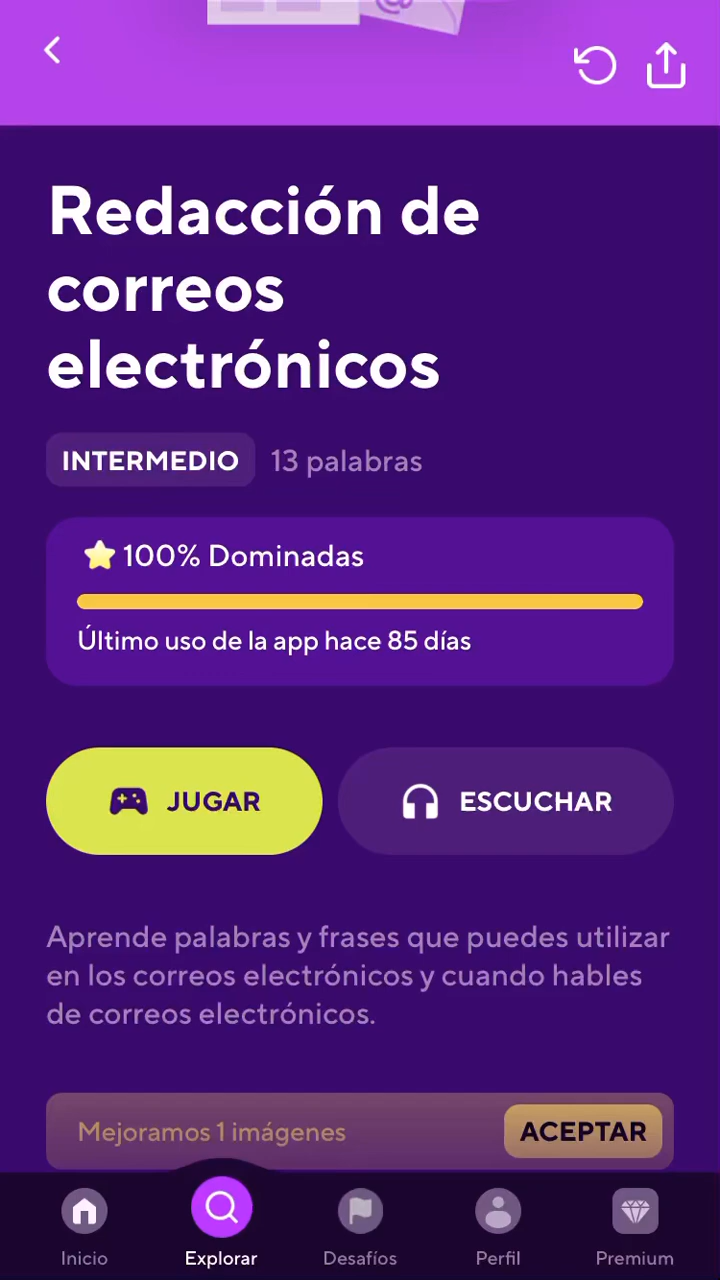 Redacción de
correos
electrónicos
INTERMEDIO 13 palabras
100% Dominadas
Último uso de la app hace 85 días
JUGAR ESCUCHAR
Aprende palabras y frases que puedes utilizar
en los correos electrónicos y cuando hables
de correos electrónicos.
Mejoramos 1 imágenes ACEPTAR
Inicio Explorar Desafíos Perfil Premium